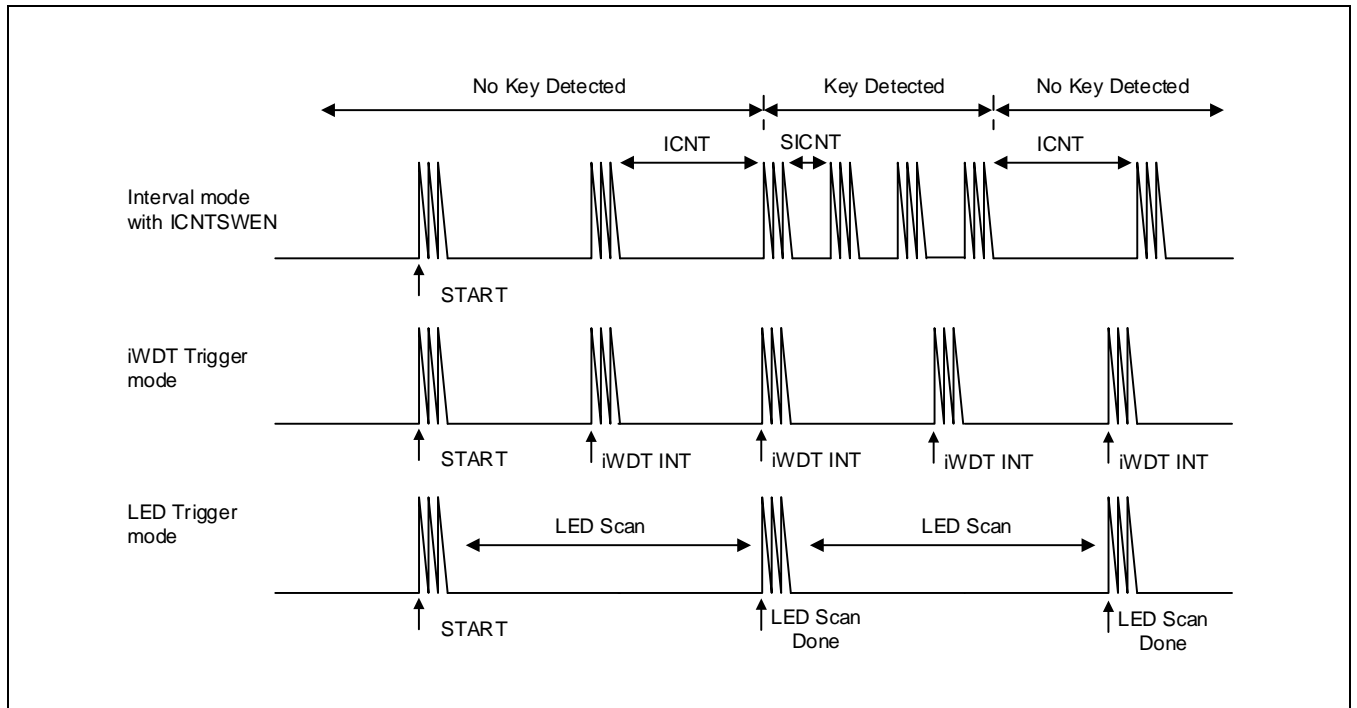 No Key Detected
Key Detected
No Key Detected
ICNT
SICNT
ICNT
Interval mode
with ICNTSWEN
START
iWDT Trigger
mode
START
iWDT INT
iWDT INT
iWDT INT
iWDT INT
LED Trigger
mode
LED Scan
LED Scan
START
LED Scan
Done
LED Scan
Done